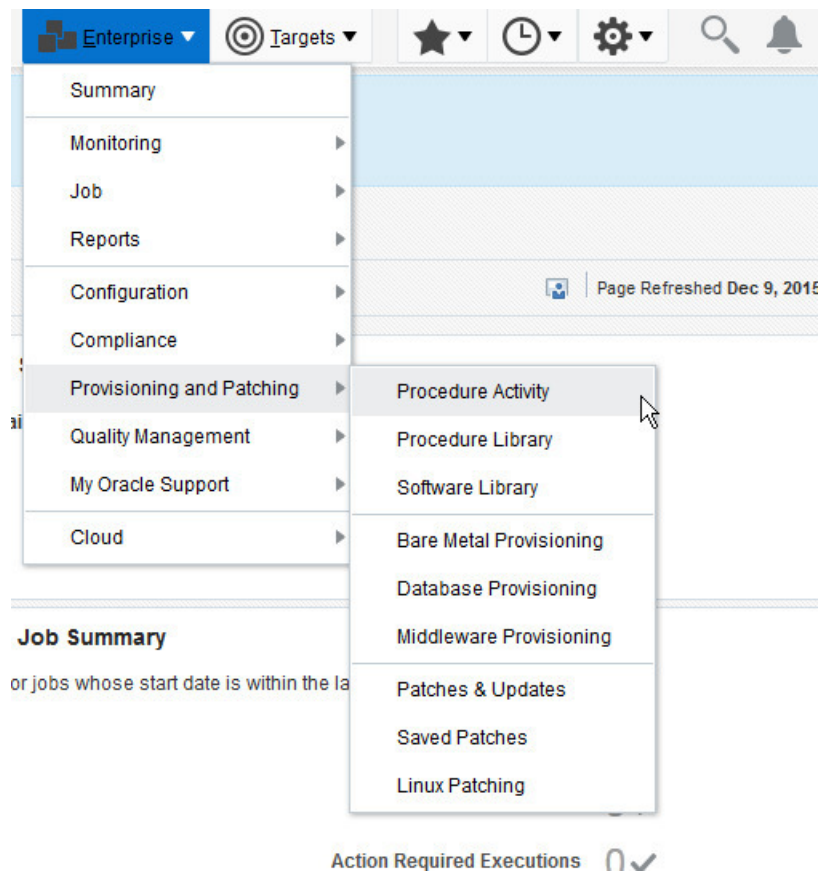 Enterprise
Targets
Summary
Monitoring
Job
Reports
Configuration
Page Refreshed Dec 9, 2015
Compliance
Provisioning and Patching
Procedure Activity
Quality Management
Procedure Library
My Oracle Support
Software Library
Cloud
Bare Metal Provisioning
Database Provisioning
Job Summary
Middleware Provisioning
or jobs whose start date is within the la
Patches & Updates
Saved Patches
Linux Patching
Action Required Executions 0